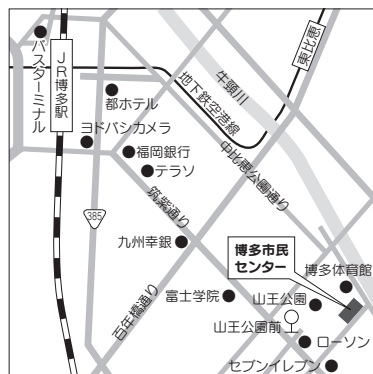 バスターミナル
JR博多駅
都ホテル
ヨドバシカメラ
福岡銀行
テラソ
地下鉄空港線
牛頸川
東比恵
中比恵公園通り
筑紫通り
385
九州幸銀
百年橋通り
富士学院
博多市民
センター
博多体育館
山王公園
山王公園前
ローソン
セブンイレブン